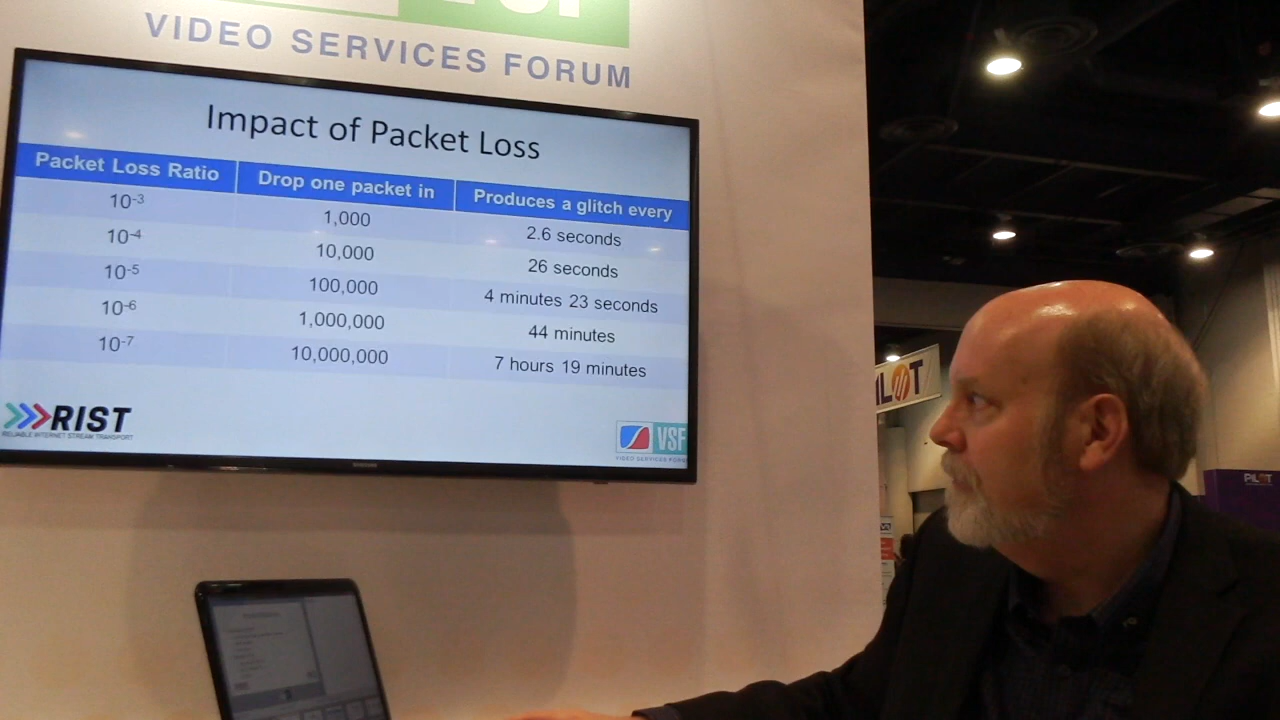 VIDEO SERVICES FORUM
Impact of Packet Loss
Packet Loss Ratio Drop one packet in Produces a glitch every
10-3 1,000 2.6 seconds
10-4 10,000 26 seconds
10-5 100,000 4 minutes 23 seconds
10-6 1,000,000 44 minutes
10-7 10,000,000 7 hours 19 minutes
RIST
RELIABLE INTERNET STREAM TRANSPORT
VSF
VIDEO SERVICES FORUM
SAMSUNG
PILOT